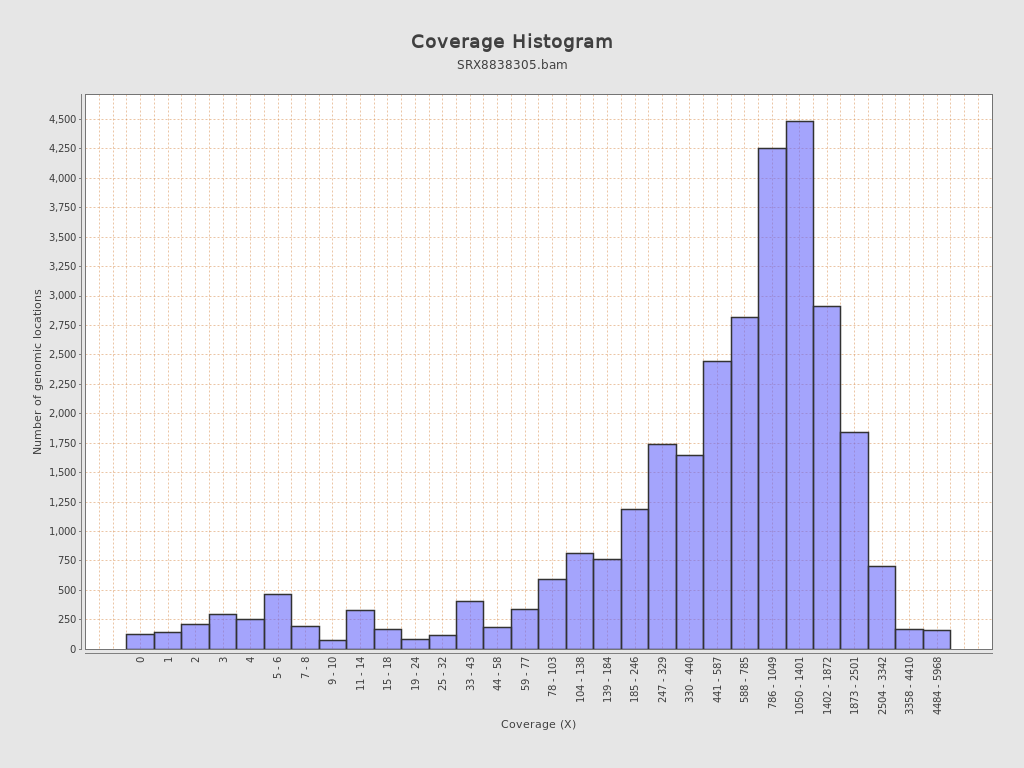 Coverage Histogram
SRX8838305.bam
Number of genomic locations
4,500
4,250
4,000
3,750
3,500
3,250
3,000
2,750
2,500
2,250
2,000
1,750
1,500
1,250
1,000
750
500
250
0
0
1
2
3
4
5 - 6
7 - 8
9 - 10
11 - 14
15 - 18
19 - 24
25 - 32
33 - 43
44 - 58
59 - 77
78 - 103
104 - 138
139 - 184
185 - 246
247 - 329
330 - 440
441 - 587
588 - 785
786 - 1049
1050 - 1401
1402 - 1872
1873 - 2501
2504 - 3342
3358 - 4410
4484 - 5968
Coverage (X)